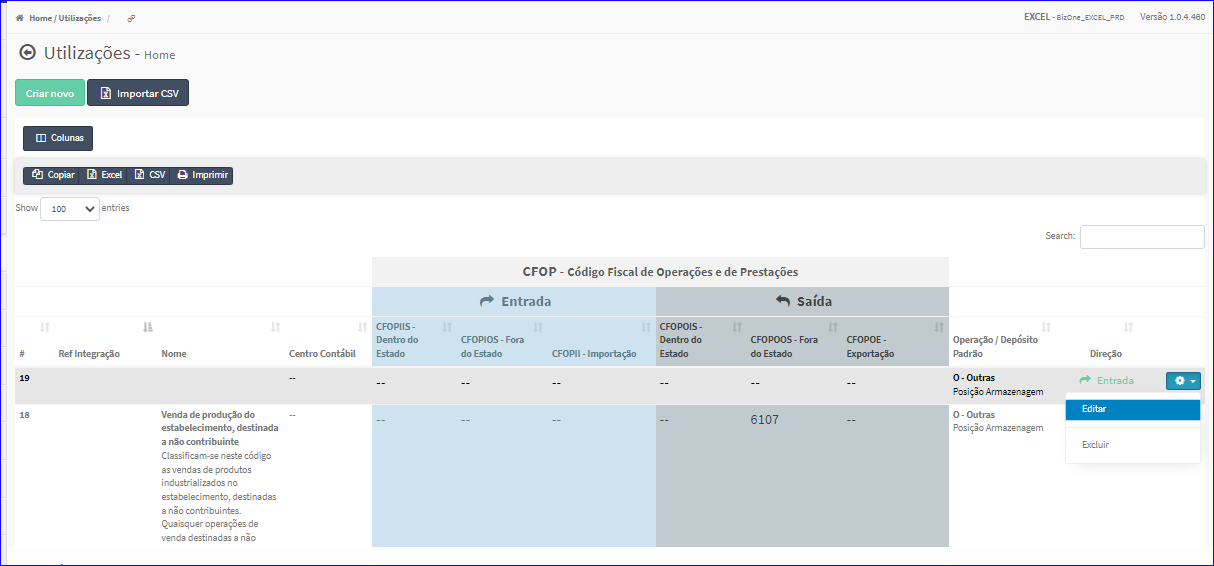 Home / Utilizações /
EXCEL - BizOne_EXCEL_PRD Versão 1.0.4.460
Utilizações - Home
Criar novo Importar CSV
Colunas
Copiar Excel CSV Imprimir
Show 100 entries
Search:
CFOP - Código Fiscal de Operações e de Prestações
Entrada Saída
# Ref Integração Nome Centro Contábil
CFOPIIS - Dentro do Estado
CFOPIOS - Fora do Estado
CFOPII - Importação
CFOPOIS - Dentro do Estado
CFOPOOS - Fora do Estado
CFOPOE - Exportação
Operação / Depósito Padrão
Direção
19 -- -- -- -- -- -- -- O - Outras Entrada
Posição Armazenagem
Editar
Excluir
18 Venda de produção do -- -- -- -- -- 6107 -- O - Outras
estabelecimento, destinada Posição Armazenagem
a não contribuinte
Classificam-se neste código
as vendas de produtos
industrializados no
estabelecimento, destinadas
a não contribuintes.
Quaisquer operações de
venda destinadas a não